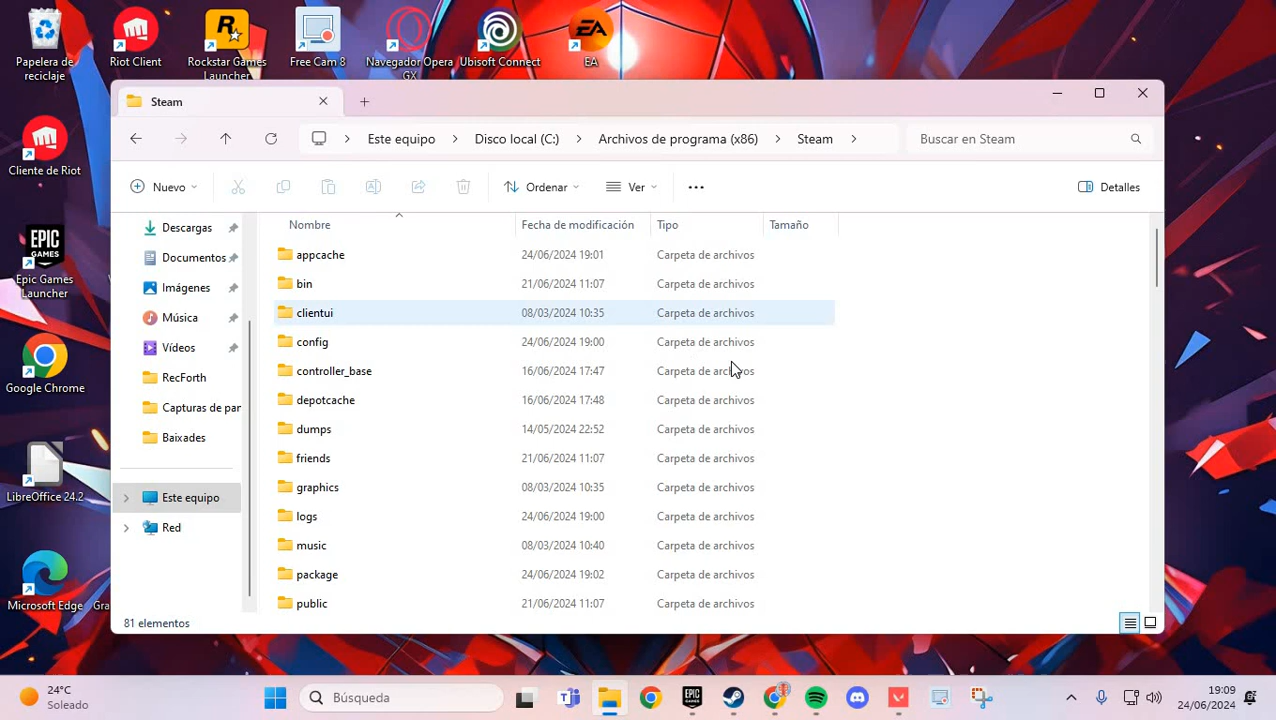 Papelera de
reciclaje
Riot Client
Rockstar Games
Launcher
Free Cam 8
Navegador Opera
GX
Ubisoft Connect
EA
EA
Cliente de Riot
EPIC
GAMES
Epic Games
Launcher
Google Chrome
LibreOffice 24.2
Microsoft Edge
Gra
Steam
Este equipo
Disco local (C:)
Archivos de programa (x86)
Steam
Buscar en Steam
Nuevo
Ordenar
Ver
Detalles
Descargas
Documentos
Imágenes
Música
Vídeos
RecForth
Capturas de pan
Baixades
Este equipo
Red
Nombre Fecha de modificación Tipo Tamaño
appcache 24/06/2024 19:01 Carpeta de archivos
bin 21/06/2024 11:07 Carpeta de archivos
clientui 08/03/2024 10:35 Carpeta de archivos
config 24/06/2024 19:00 Carpeta de archivos
controller_base 16/06/2024 17:47 Carpeta de archivos
depotcache 16/06/2024 17:48 Carpeta de archivos
dumps 14/05/2024 22:52 Carpeta de archivos
friends 21/06/2024 11:07 Carpeta de archivos
graphics 08/03/2024 10:35 Carpeta de archivos
logs 24/06/2024 19:00 Carpeta de archivos
music 08/03/2024 10:40 Carpeta de archivos
package 24/06/2024 19:02 Carpeta de archivos
public 21/06/2024 11:07 Carpeta de archivos
81 elementos
24°C
Soleado
Búsqueda
19:09
24/06/2024